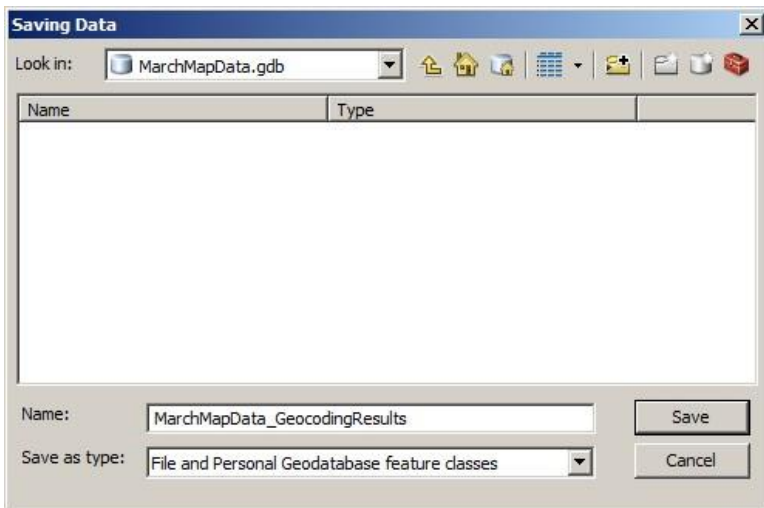 Saving Data
Look in: MarchMapData.gdb
Name Type
Name: MarchMapData_GeocodingResults Save
Save as type: File and Personal Geodatabase feature classes Cancel